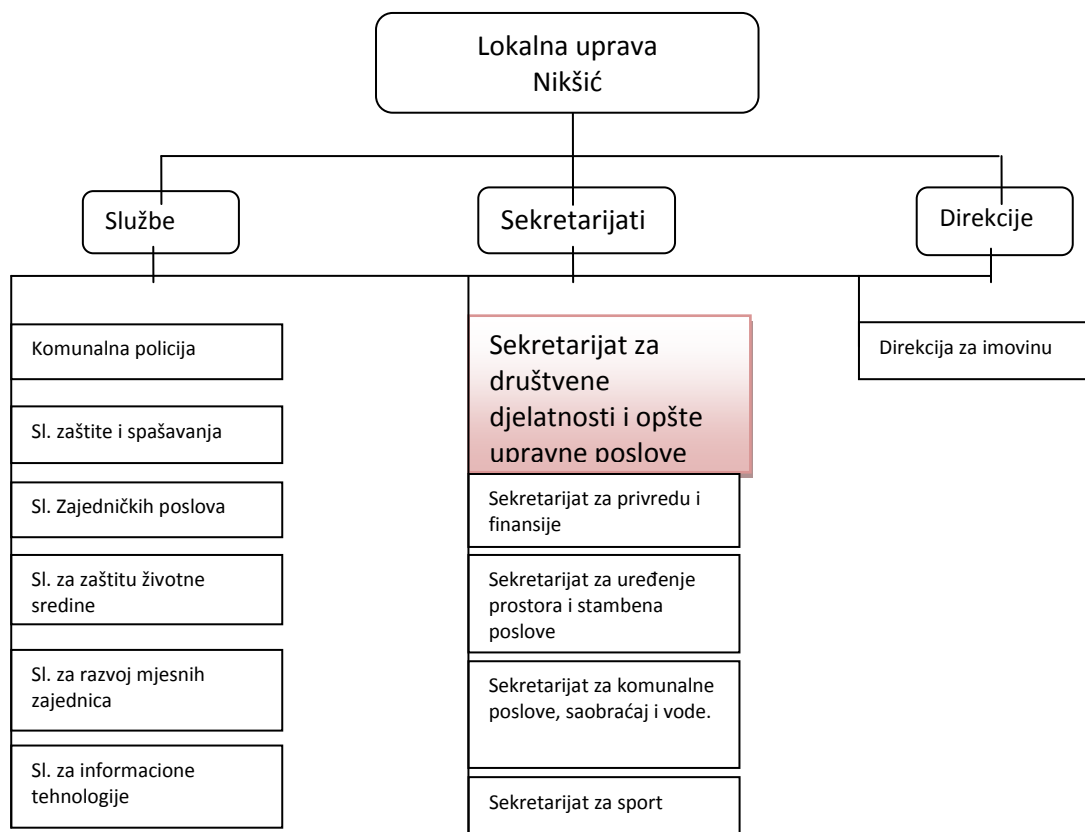 Lokalna uprava
Nikšić
Službe
Sekretarijati
Direkcije
Komunalna policija
Sl. zaštite i spašavanja
Sl. Zajedničkih poslova
Sl. za zaštitu životne
sredine
Sl. za razvoj mjesnih
zajednica
Sl. za informacione
tehnologije
Sekretarijat za
društvene
djelatnosti i opšte
upravne poslove
Sekretarijat za privredu i
finansije
Sekretarijat za uređenje
prostora i stambena
poslove
Sekretarijat za komunalne
poslove, saobraćaj i vode.
Sekretarijat za sport
Direkcija za imovinu